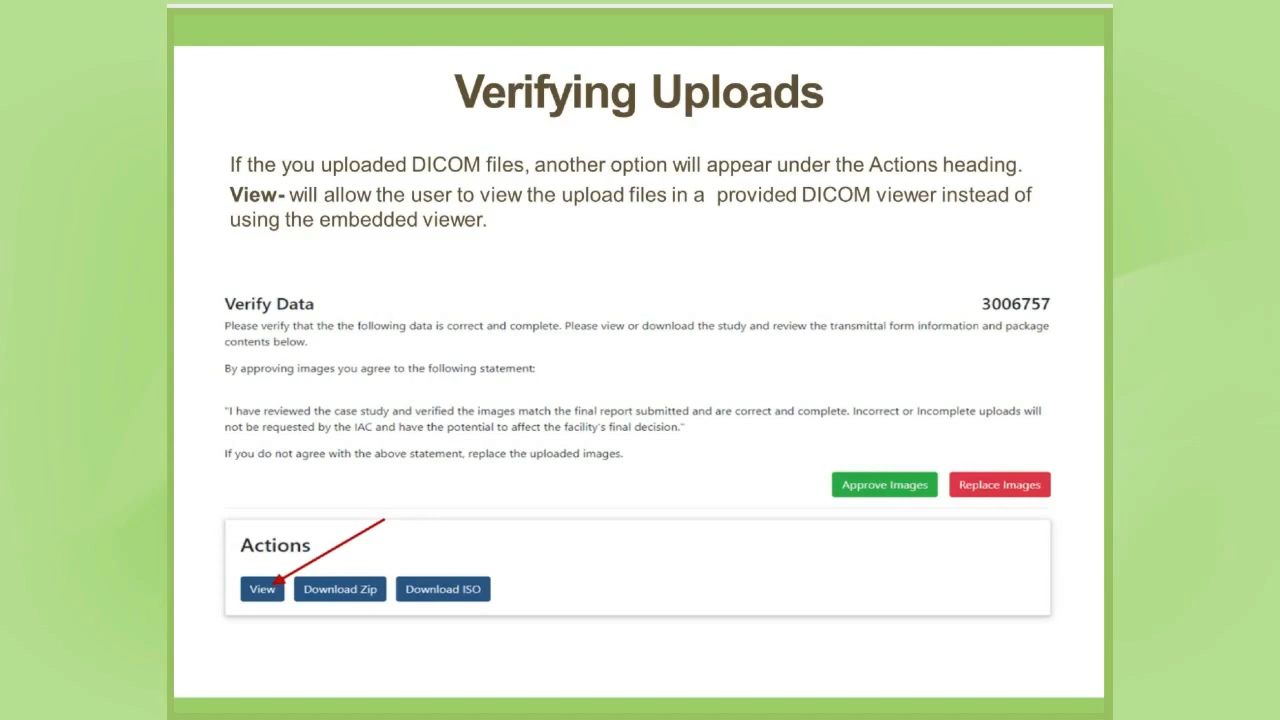 Verifying Uploads
If the you uploaded DICOM files, another option will appear under the Actions heading.
View- will allow the user to view the upload files in a  provided DICOM viewer instead of
using the embedded viewer.
Verify Data
3006757
Please verify that the the following data is correct and complete. Please view or download the study and review the transmittal form information and package
contents below.
By approving images you agree to the following statement:
"I have reviewed the case study and verified the images match the final report submitted and are correct and complete. Incorrect or Incomplete uploads will
not be requested by the IAC and have the potential to affect the facility's final decision."
If you do not agree with the above statement, replace the uploaded images.
Approve Images
Replace Images
Actions
View
Download Zip
Download ISO